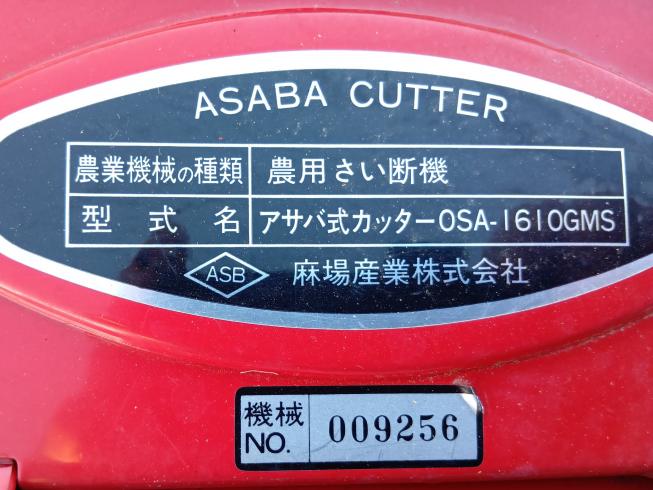 ASABA CUTTER
農業機械の種類 農用さい断機
型式名 アサバ式カッターOSA-1610GMS
ASB 麻場産業株式会社
機械 NO. 009256